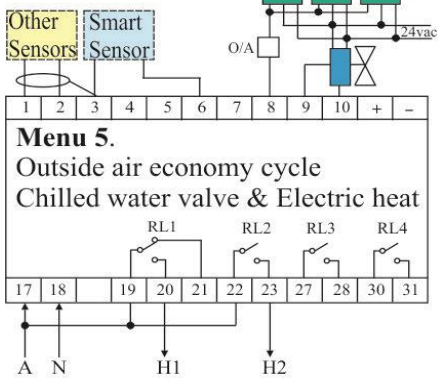 Other Sensors
Smart Sensor
O/A
24vac
1 2 3 4 5 6 7 8 9 10 + −
Menu 5.
Outside air economy cycle
Chilled water valve & Electric heat
RL1 RL2 RL3 RL4
17 18 19 20 21 22 23 27 28 30 31
A N H1 H2